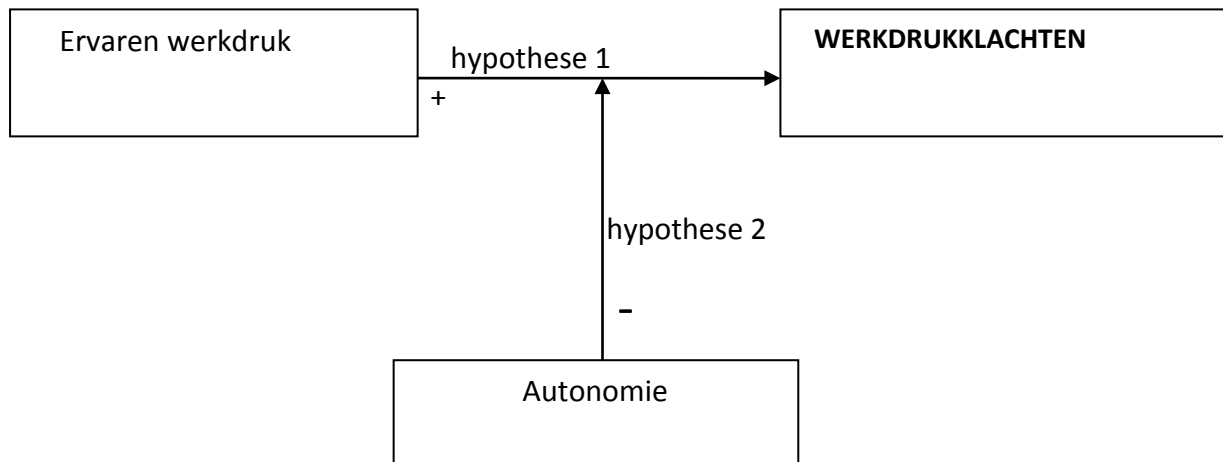 Ervaren werkdruk
WERKDRUKKLACHTEN
hypothese 1
+
hypothese 2
-
Autonomie